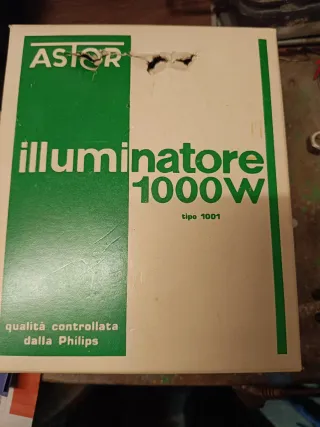 ASTOR
illuminatore
1000W
tipo 1001
qualità controllata
dalla Philips